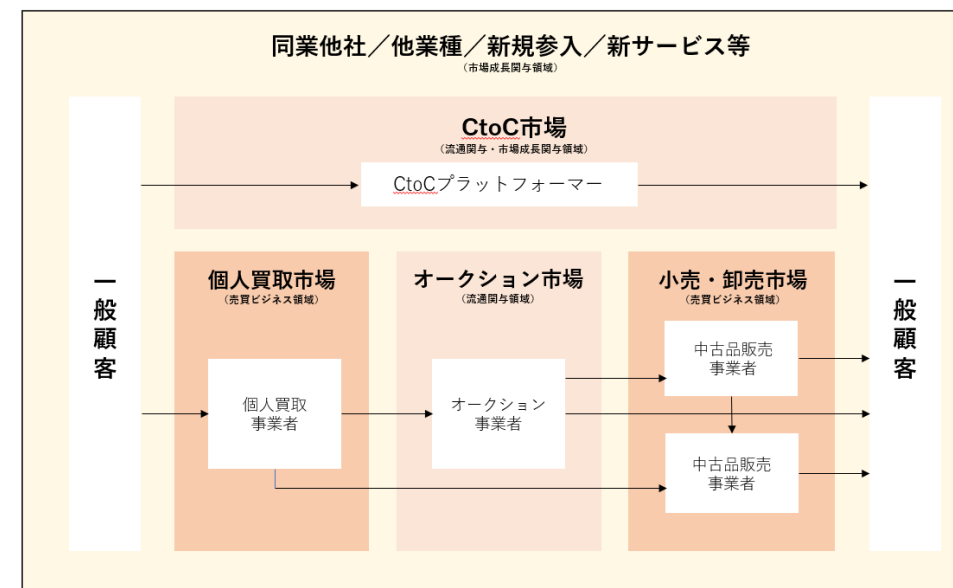 同業他社／他業種／新規参入／新サービス等
（市場成長関与領域）
CtoC市場
（流通関与・市場成長関与領域）
CtoCプラットフォーマー
一般顧客
個人買取市場
（売買ビジネス領域）
個人買取
事業者
オークション市場
（流通関与領域）
オークション
事業者
小売・卸売市場
（売買ビジネス領域）
中古品販売
事業者
中古品販売
事業者
一般顧客